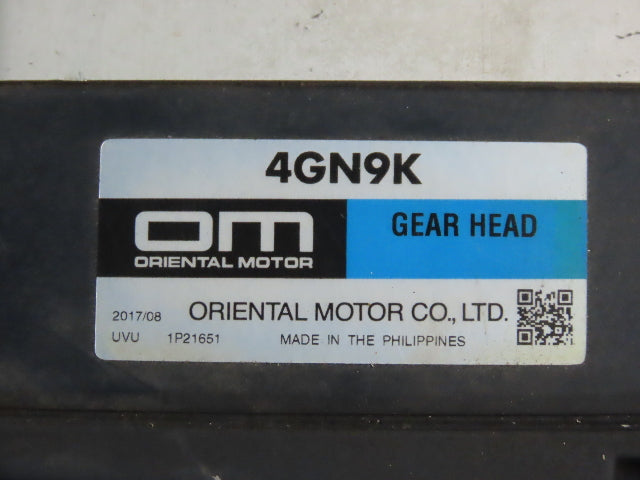 4GN9K
OM
ORIENTAL MOTOR
GEAR HEAD
2017/08 ORIENTAL MOTOR CO., LTD.
UVU 1P21651 MADE IN THE PHILIPPINES